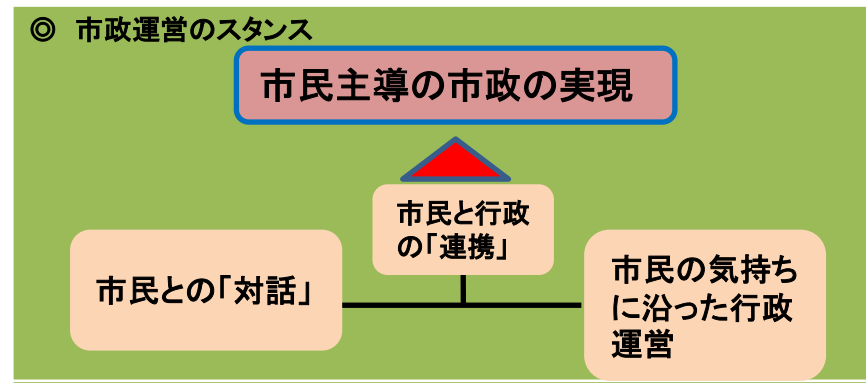 ◎　市政運営のスタンス
市民主導の市政の実現
市民と行政
の「連携」
市民との「対話」
市民の気持ち
に沿った行政
運営